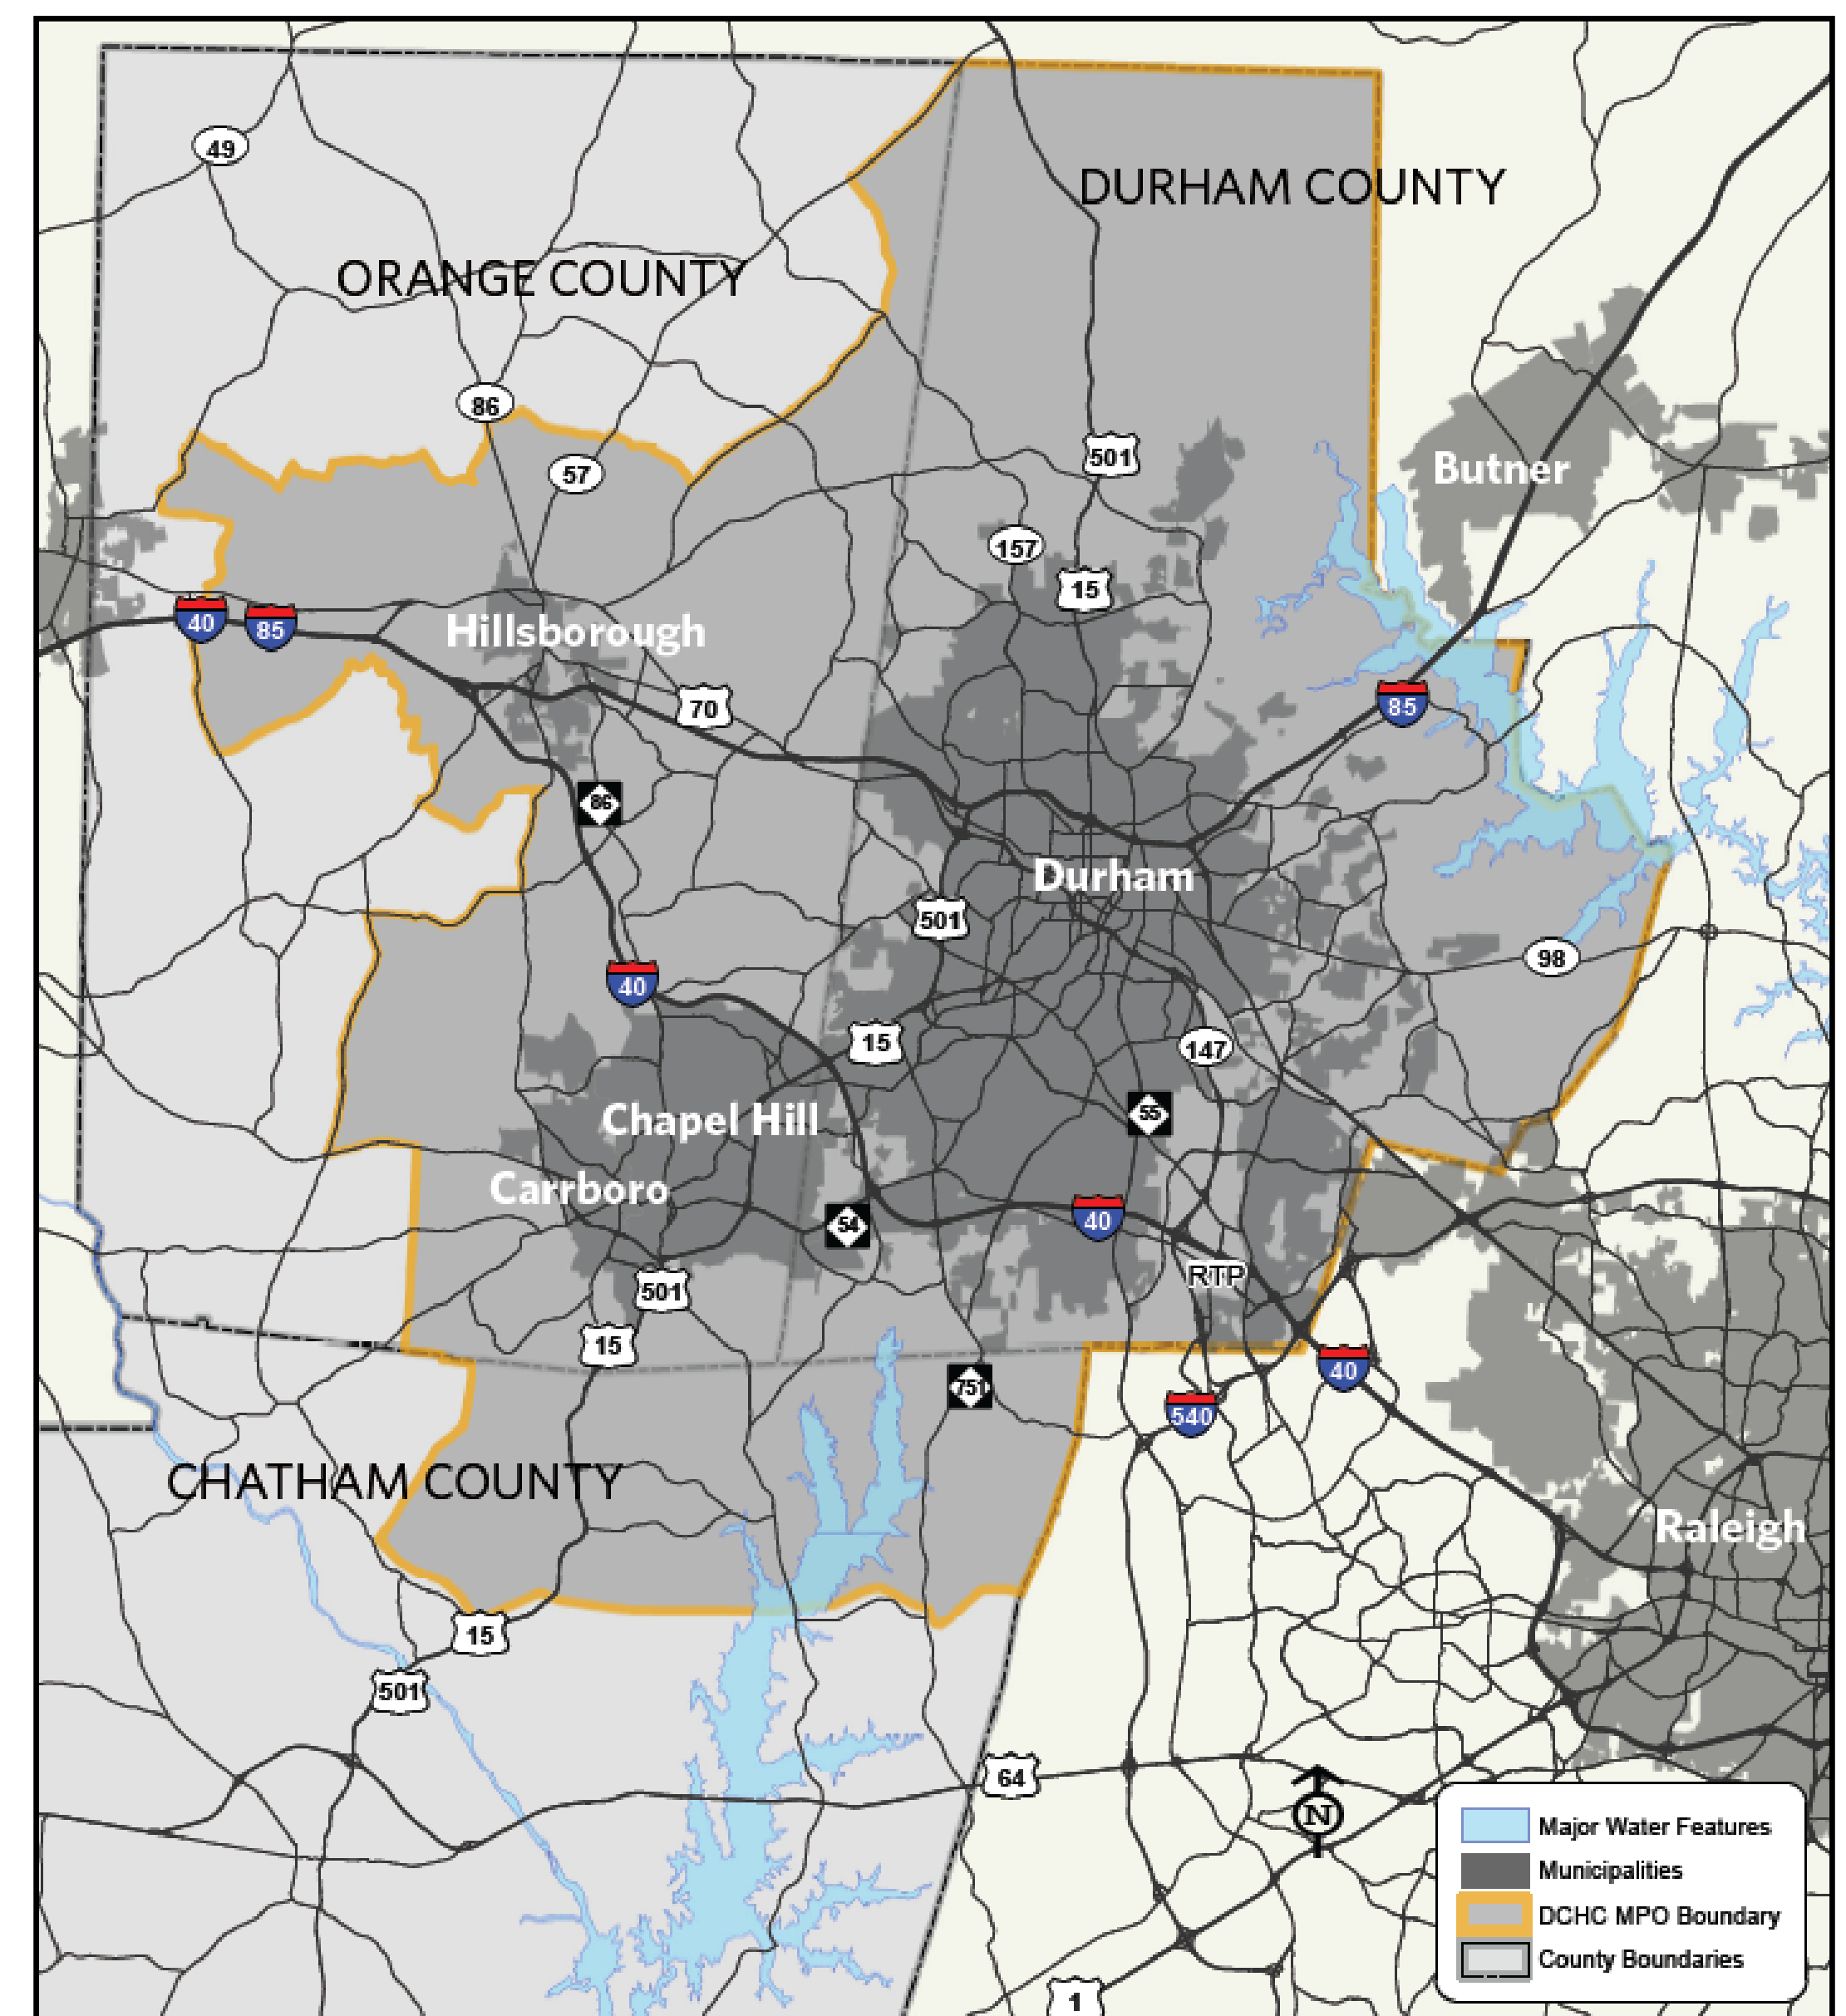 49
DURHAM COUNTY
ORANGE COUNTY
86
501
57
Butner
157
15
40
85
Hillsborough
70
85
86
Durham
501
98
40
15
147
55
Chapel Hill
Carrboro
54
40
RTP
501
15
40
751
540
CHATHAM COUNTY
Raleigh
15
501
64
N
Major Water Features
Municipalities
DCHC MPO Boundary
County Boundaries
1